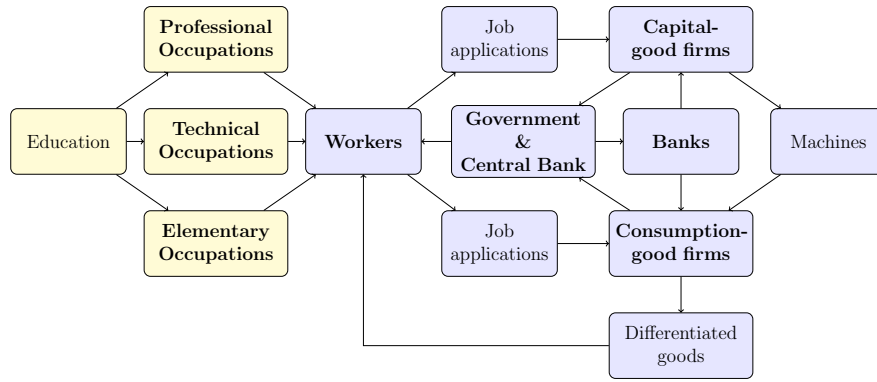 Professional
Occupations
Job
applications
Capital-
good firms
Education
Technical
Occupations
Workers
Government
&
Central Bank
Banks
Machines
Elementary
Occupations
Job
applications
Consumption-
good firms
Differentiated
goods